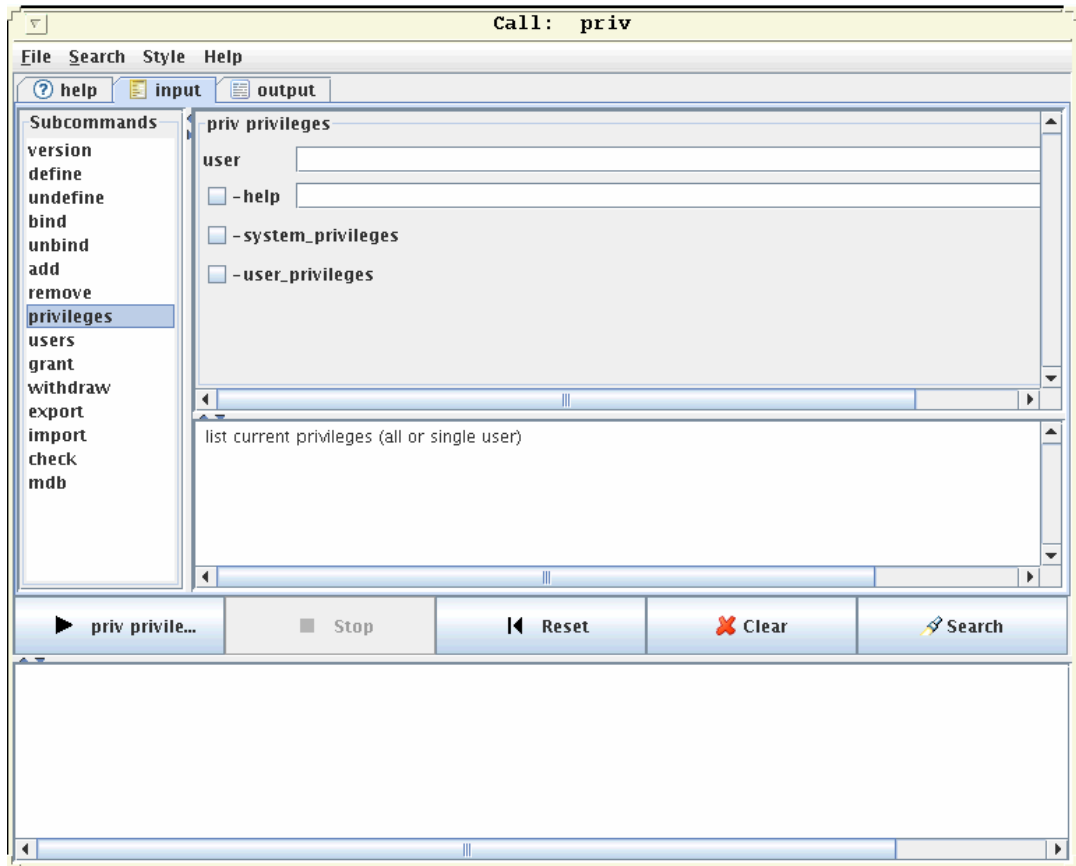 Call: priv
File Search Style Help
help input output
Subcommands
version
define
undefine
bind
unbind
add
remove
privileges
users
grant
withdraw
export
import
check
mdb
priv privileges
user
-help
-system_privileges
-user_privileges
list current privileges (all or single user)
priv privile... Stop Reset Clear Search